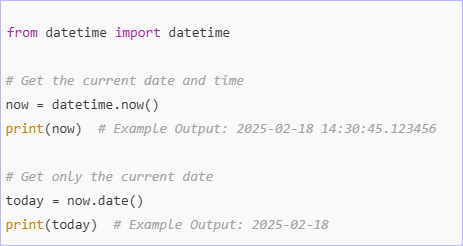 from datetime import datetime
# Get the current date and time
now = datetime.now()
print(now)  # Example Output: 2025-02-18 14:30:45.123456
# Get only the current date
today = now.date()
print(today)  # Example Output: 2025-02-18